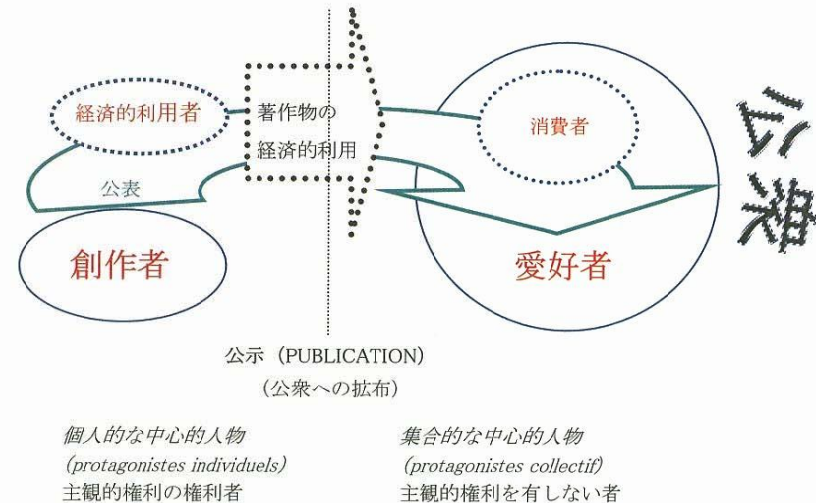 経済的利用者
著作物の
経済的利用
消費者
公衆
公表
創作者
愛好者
公示（PUBLICATION）
（公衆への拡布）
個人的な中心的人物
(protagonistes individuels)
主観的権利の権利者
集合的な中心的人物
(protagonistes collectif)
主観的権利を有しない者